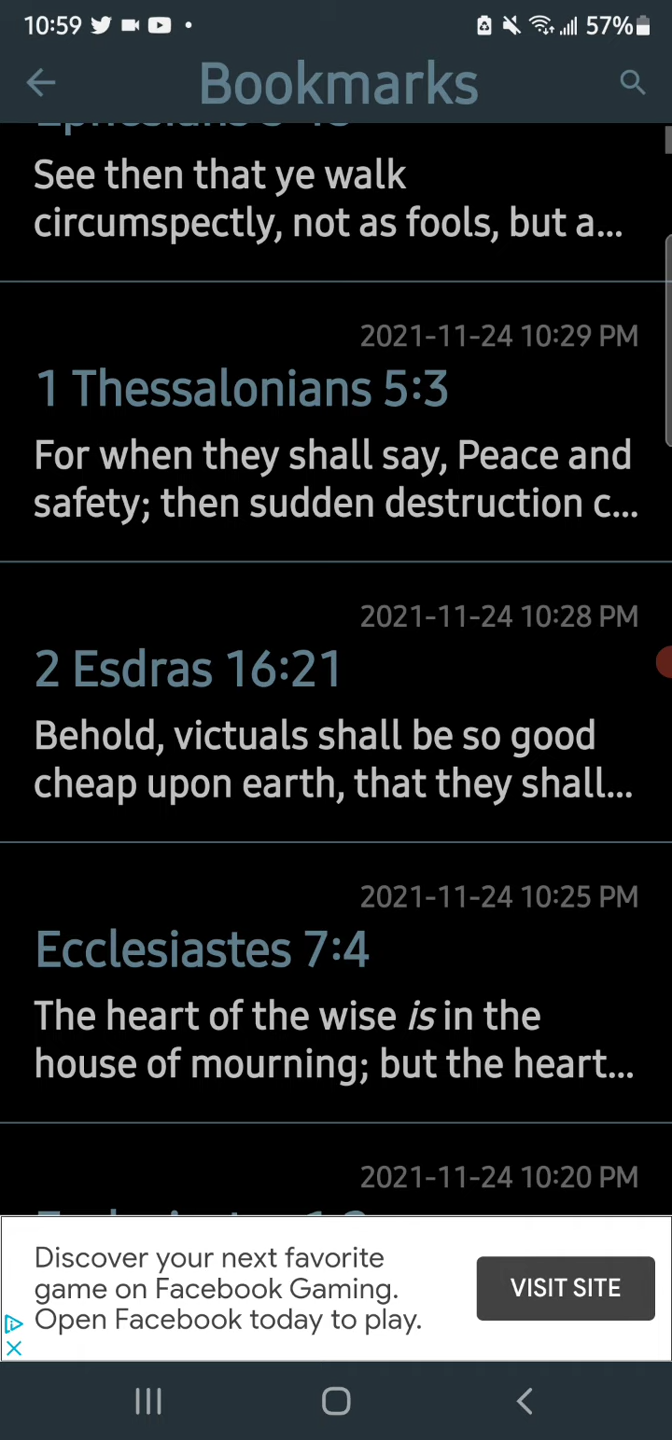 10:59
57%
Bookmarks
See then that ye walk
circumspectly, not as fools, but a...
2021-11-24 10:29 PM
1 Thessalonians 5:3
For when they shall say, Peace and
safety; then sudden destruction c...
2021-11-24 10:28 PM
2 Esdras 16:21
Behold, victuals shall be so good
cheap upon earth, that they shall...
2021-11-24 10:25 PM
Ecclesiastes 7:4
The heart of the wise is in the
house of mourning; but the heart...
2021-11-24 10:20 PM
Discover your next favorite
game on Facebook Gaming.
Open Facebook today to play.
VISIT SITE